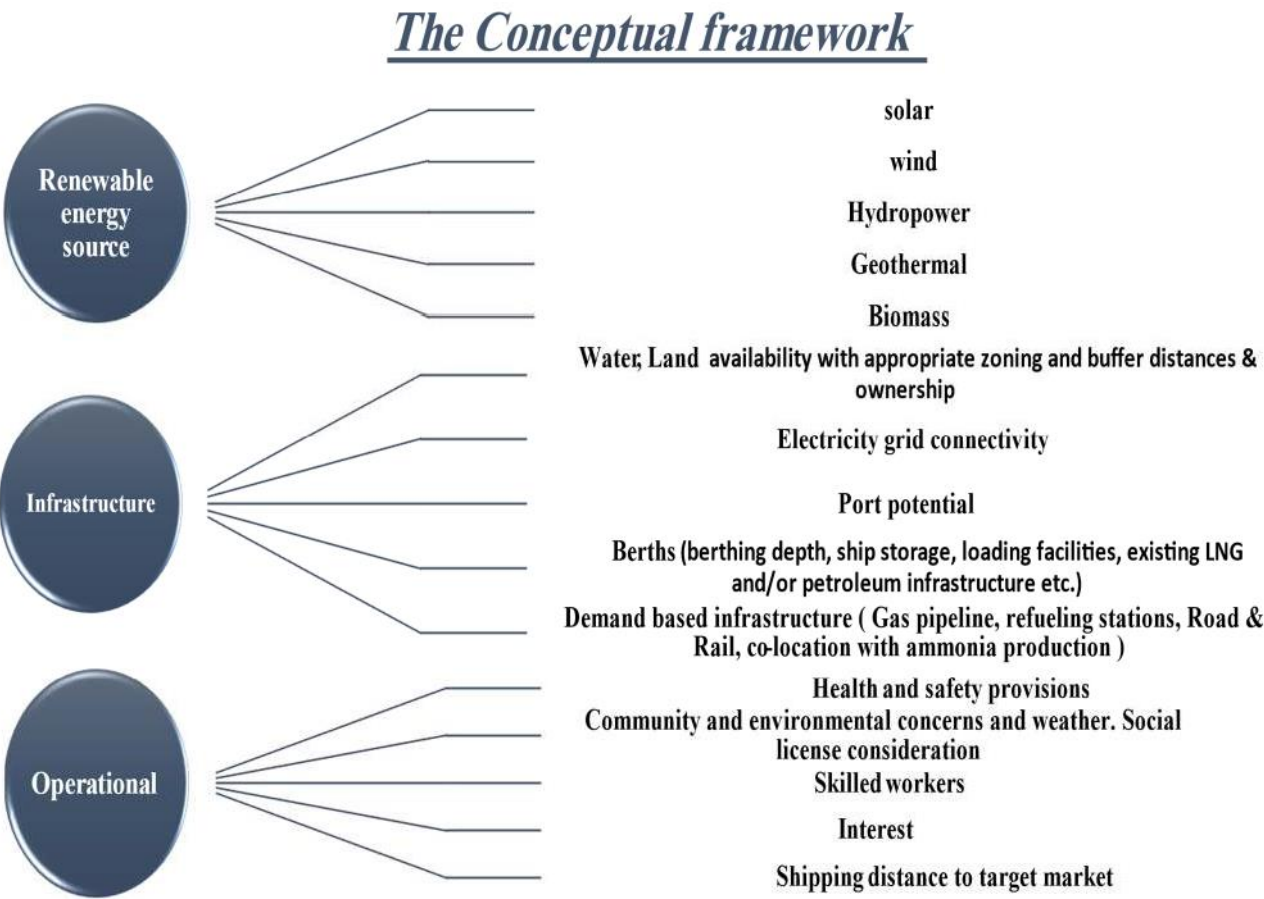 The Conceptual framework
Renewable
energy
source
solar
wind
Hydropower
Geothermal
Biomass
Infrastructure
Water, Land availability with appropriate zoning and buffer distances &
ownership
Electricity grid connectivity
Port potential
Berths (berthing depth, ship storage, loading facilities, existing LNG
and/or petroleum infrastructure etc.)
Demand based infrastructure ( Gas pipeline, refueling stations, Road &
Rail, co-location with ammonia production )
Operational
Health and safety provisions
Community and environmental concerns and weather. Social
license consideration
Skilled workers
Interest
Shipping distance to target market